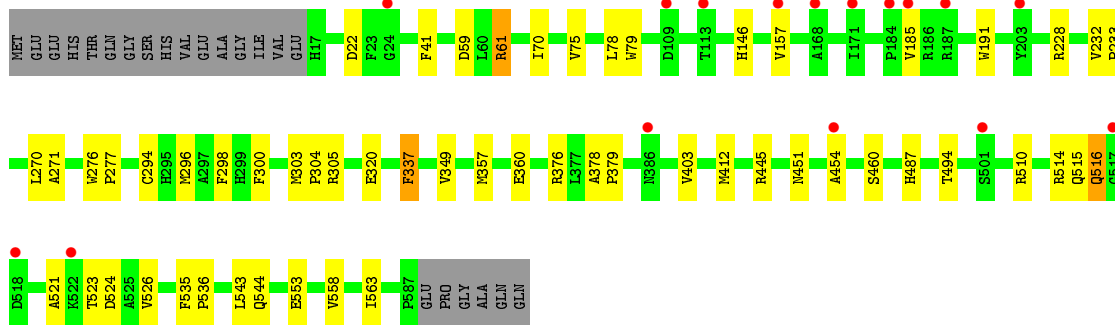 MET GLU GLU HIS THR GLN GLY SER HIS VAL GLU ALA GLY ILE VAL GLU H17 D22 F23 G24 F41 D59 L60 R61 I70 V75 L78 W79 D109 T113 H146 V157 A168 I171 P184 V185 R186 R187 W191 Y203 R228 V232 P233
L270 A271 W276 P277 C294 H295 M296 A297 F298 H299 F300 M303 P304 R305 E320 F337 V349 M357 E360 R376 L377 A378 P379 N386 V403 M412 R445 N451 A454 S460 H487 T494 S501 R510 R514 Q515 Q516 G517
D518 A521 K522 T523 D524 A525 V526 F535 P536 L543 Q544 E553 V558 I563 P587 GLU PRO GLY ALA GLN GLN